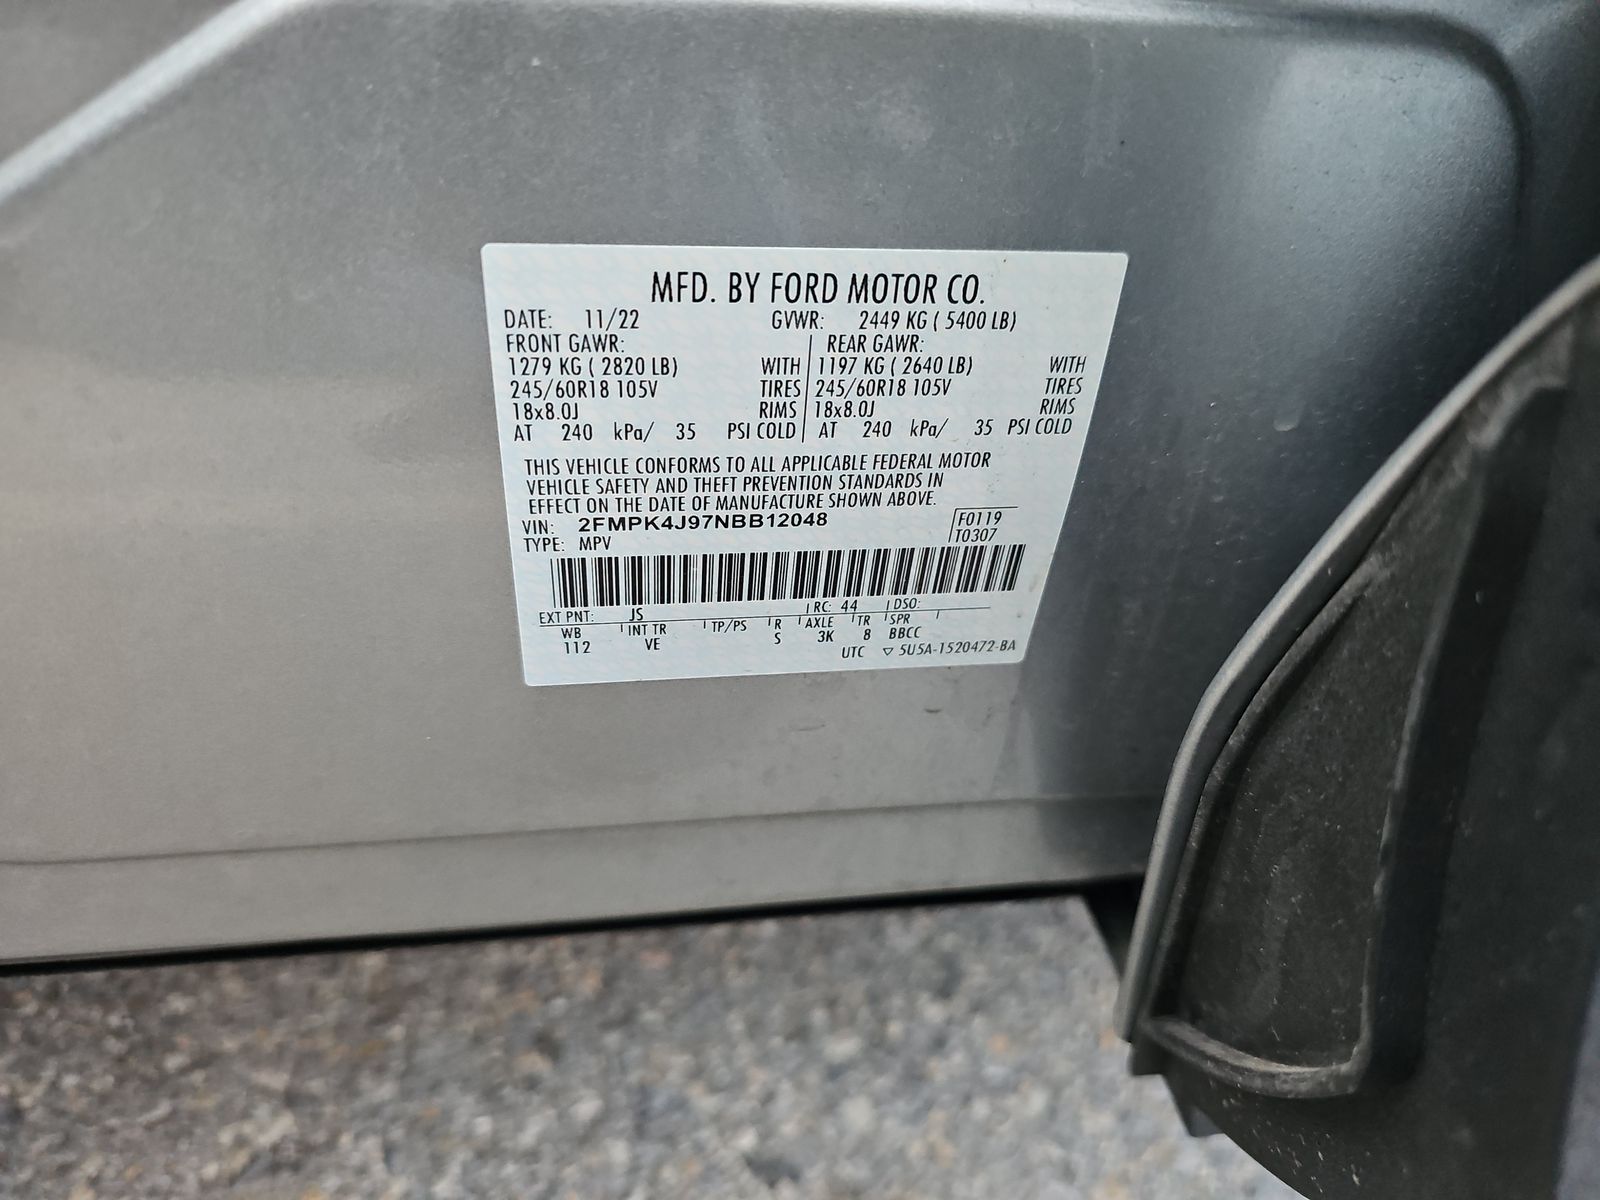 MFD. BY FORD MOTOR CO.
DATE: 11/22 GVWR: 2449 KG ( 5400 LB)
FRONT GAWR: REAR GAWR:
1279 KG ( 2820 LB) WITH 1197 KG ( 2640 LB) WITH
245/60R18 105V TIRES 245/60R18 105V TIRES
18x8.0J RIMS 18x8.0J RIMS
AT 240 kPa/ 35 PSI COLD AT 240 kPa/ 35 PSI COLD
THIS VEHICLE CONFORMS TO ALL APPLICABLE FEDERAL MOTOR
VEHICLE SAFETY AND THEFT PREVENTION STANDARDS IN
EFFECT ON THE DATE OF MANUFACTURE SHOWN ABOVE.
VIN: 2FMPK4J97NBB12048 F0119
TYPE: MPV T0307
EXT PNT: JS RC: 44 DSO:
WB INT TR TP/PS R AXLE TR SPR
112 VE S 3K 8 BBCC
UTC ▽ 5U5A-1520472-BA